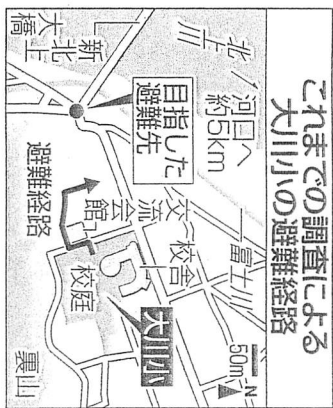 これまでの調査による
大川小の避難経路
北上川
河口へ
約5km
富士川
N
50m
新北上
大橋
目指した
避難先
交流
会館
校舎
大川小
校庭
避難経路
裏山